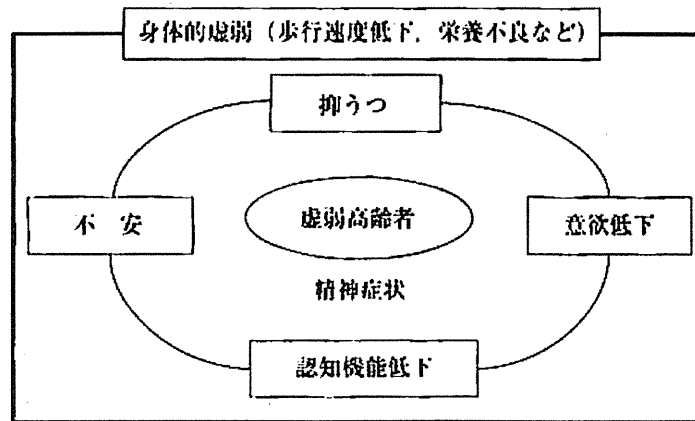 身体的虚弱（歩行速度低下，栄養不良など）
抑うつ
不 安
虚弱高齢者
意欲低下
精神症状
認知機能低下